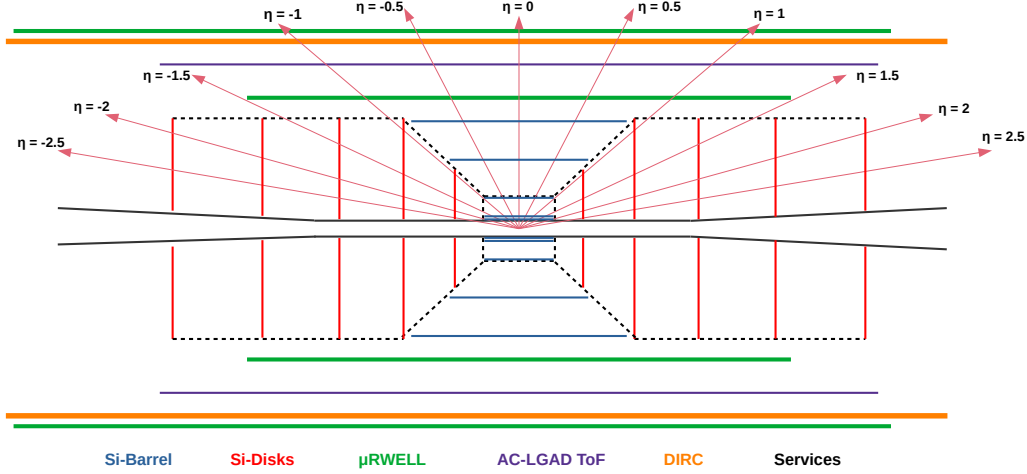 η = -1
η = -0.5
η = 0
η = 0.5
η = 1
η = -1.5
η = 1.5
η = -2
η = 2
η = -2.5
η = 2.5
Si-Barrel
Si-Disks
μRWELL
AC-LGAD ToF
DIRC
Services